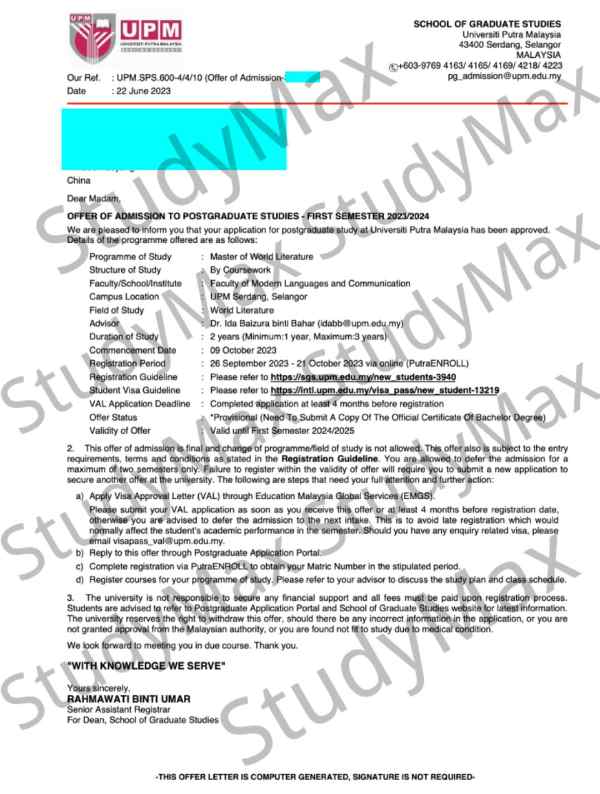 UPM
UNIVERSITI PUTRA MALAYSIA
SCHOOL OF GRADUATE STUDIES
Universiti Putra Malaysia
43400 Serdang, Selangor
MALAYSIA
+603-9769 4163/ 4165/ 4169/ 4218/ 4223
pg_admission@upm.edu.my
Our Ref. : UPM.SPS.600-4/4/10 (Offer of Admission-
Date : 22 June 2023
China
Dear Madam,
OFFER OF ADMISSION TO POSTGRADUATE STUDIES - FIRST SEMESTER 2023/2024
We are pleased to inform you that your application for postgraduate study at Universiti Putra Malaysia has been approved.
Details of the programme offered are as follows:
Programme of Study : Master of World Literature
Structure of Study : By Coursework
Faculty/School/Institute : Faculty of Modern Languages and Communication
Campus Location : UPM Serdang, Selangor
Field of Study : World Literature
Advisor : Dr. Ida Baizura binti Bahar (idabb@upm.edu.my)
Duration of Study : 2 years (Minimum:1 year, Maximum:3 years)
Commencement Date : 09 October 2023
Registration Period : 26 September 2023 - 21 October 2023 via online (PutraENROLL)
Registration Guideline : Please refer to https://sgs.upm.edu.my/new_students-3940
Student Visa Guideline : Please refer to https://intl.upm.edu.my/visa_pass/new_student-13219
VAL Application Deadline : Completed application at least 4 months before registration
Offer Status : *Provisional (Need To Submit A Copy Of The Official Certificate Of Bachelor Degree)
Validity of Offer : Valid until First Semester 2024/2025
2. This offer of admission is final and change of programme/field of study is not allowed. This offer also is subject to the entry
requirements, terms and conditions as stated in the Registration Guideline. You are allowed to defer the admission for a
maximum of two semesters only. Failure to register within the validity of offer will require you to submit a new application to
secure another offer at the university. The following are steps that need your full attention and further action:
a) Apply Visa Approval Letter (VAL) through Education Malaysia Global Services (EMGS).
Please submit your VAL application as soon as you receive this offer or at least 4 months before registration date,
otherwise you are advised to defer the admission to the next intake. This is to avoid late registration which would
normally affect the student's academic performance in the semester. Should you have any enquiry related visa, please
email visapass_val@upm.edu.my.
b) Reply to this offer through Postgraduate Application Portal.
c) Complete registration via PutraENROLL to obtain your Matric Number in the stipulated period.
d) Register courses for your programme of study. Please refer to your advisor to discuss the study plan and class schedule.
3. The university is not responsible to secure any financial support and all fees must be paid upon registration process.
Students are advised to refer to Postgraduate Application Portal and School of Graduate Studies website for latest information.
The university reserves the right to withdraw this offer, should there be any incorrect information in the application, or you are
not granted approval from the Malaysian authority, or you are found not fit to study due to medical condition.
We look forward to meeting you in due course. Thank you.
"WITH KNOWLEDGE WE SERVE"
Yours sincerely,
RAHMAWATI BINTI UMAR
Senior Assistant Registrar
For Dean, School of Graduate Studies
-THIS OFFER LETTER IS COMPUTER GENERATED, SIGNATURE IS NOT REQUIRED-
StudyMax
StudyMax
StudyMax
StudyMax
StudyMax
StudyMax
StudyMax
StudyMax